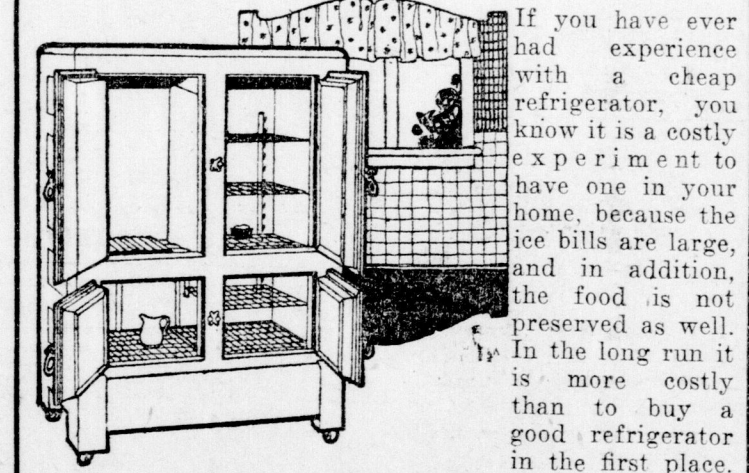 If you have ever
had experience
with a cheap
refrigerator, you
know it is a costly
experiment to
have one in your
home, because the
ice bills are large,
and in addition,
the food is not
preserved as well.
In the long run it
is more costly
than to buy a
good refrigerator
in the first place.